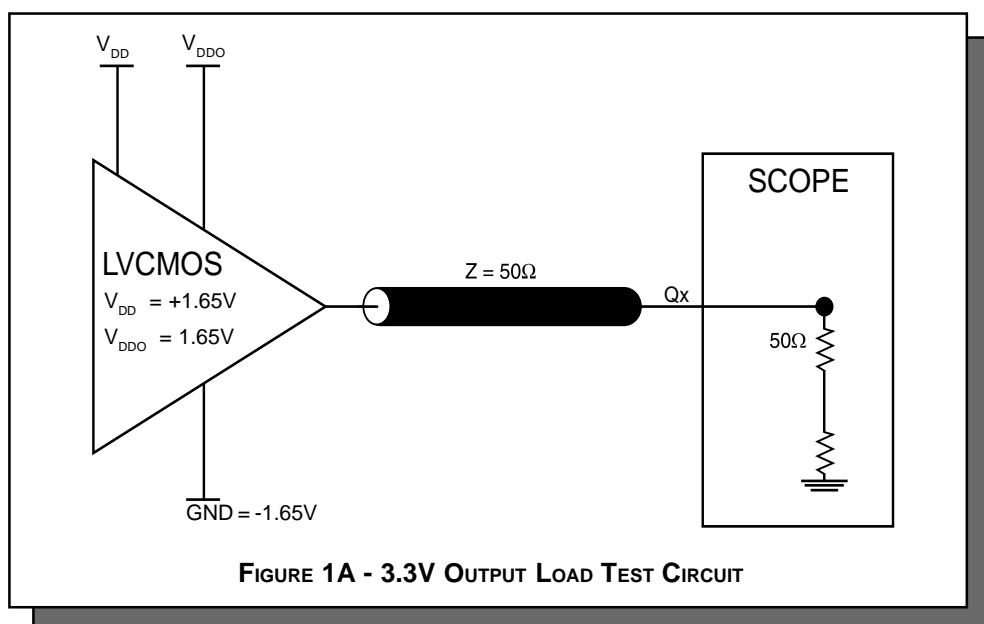 VDD VDDO
SCOPE
LVCMOS
Z = 50Ω
VDD = +1.65V
Qx
VDDO = 1.65V
50Ω
GND = -1.65V
FIGURE 1A - 3.3V OUTPUT LOAD TEST CIRCUIT